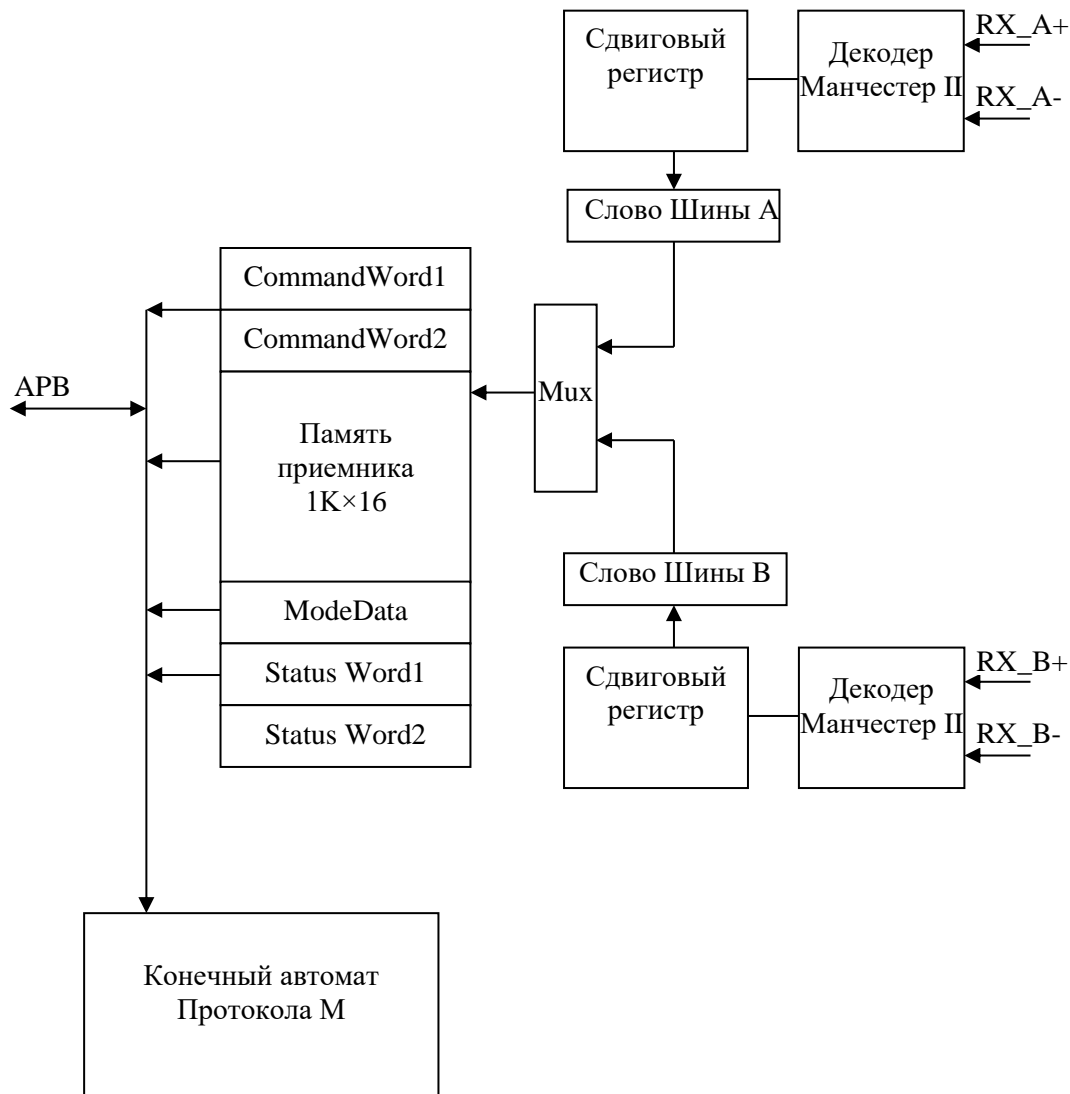 Сдвиговый
регистр
Декодер
Манчестер II
RX_A+
RX_A-
Слово Шины А
CommandWord1
CommandWord2
APB
Память
приемника
1K×16
Mux
Слово Шины В
ModeData
Status Word1
Status Word2
Сдвиговый
регистр
Декодер
Манчестер II
RX_B+
RX_B-
Конечный автомат
Протокола М